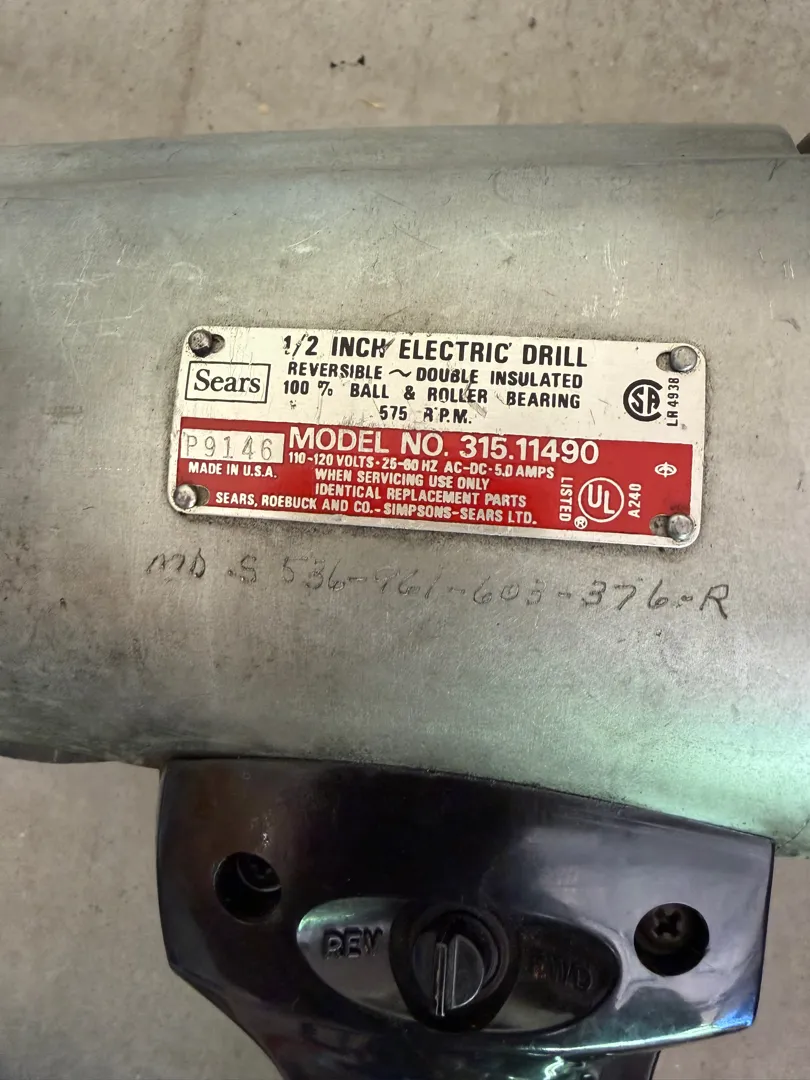 1/2 INCH ELECTRIC DRILL
Sears
REVERSIBLE ~ DOUBLE INSULATED
100 % BALL & ROLLER BEARING
575 R.P.M.
SA
LR 4938
P9146
MODEL NO. 315.11490
MADE IN U.S.A.
110-120 VOLTS · 25-60 HZ AC-DC · 5.0 AMPS
WHEN SERVICING USE ONLY
IDENTICAL REPLACEMENT PARTS
SEARS, ROEBUCK AND CO. - SIMPSONS-SEARS LTD.
LISTED
UL
®
A240
MD S 536-961-603-376-R
REV
FWD